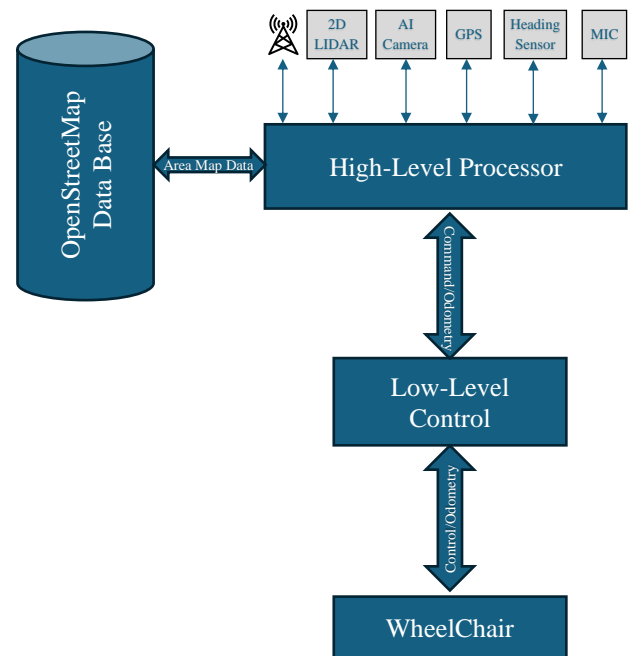 2D
LIDAR
AI
Camera
GPS
Heading
Sensor
MIC
OpenStreetMap
Data Base
Area Map Data
High-Level Processor
Command/Odometry
Low-Level
Control
Control/Odometry
WheelChair